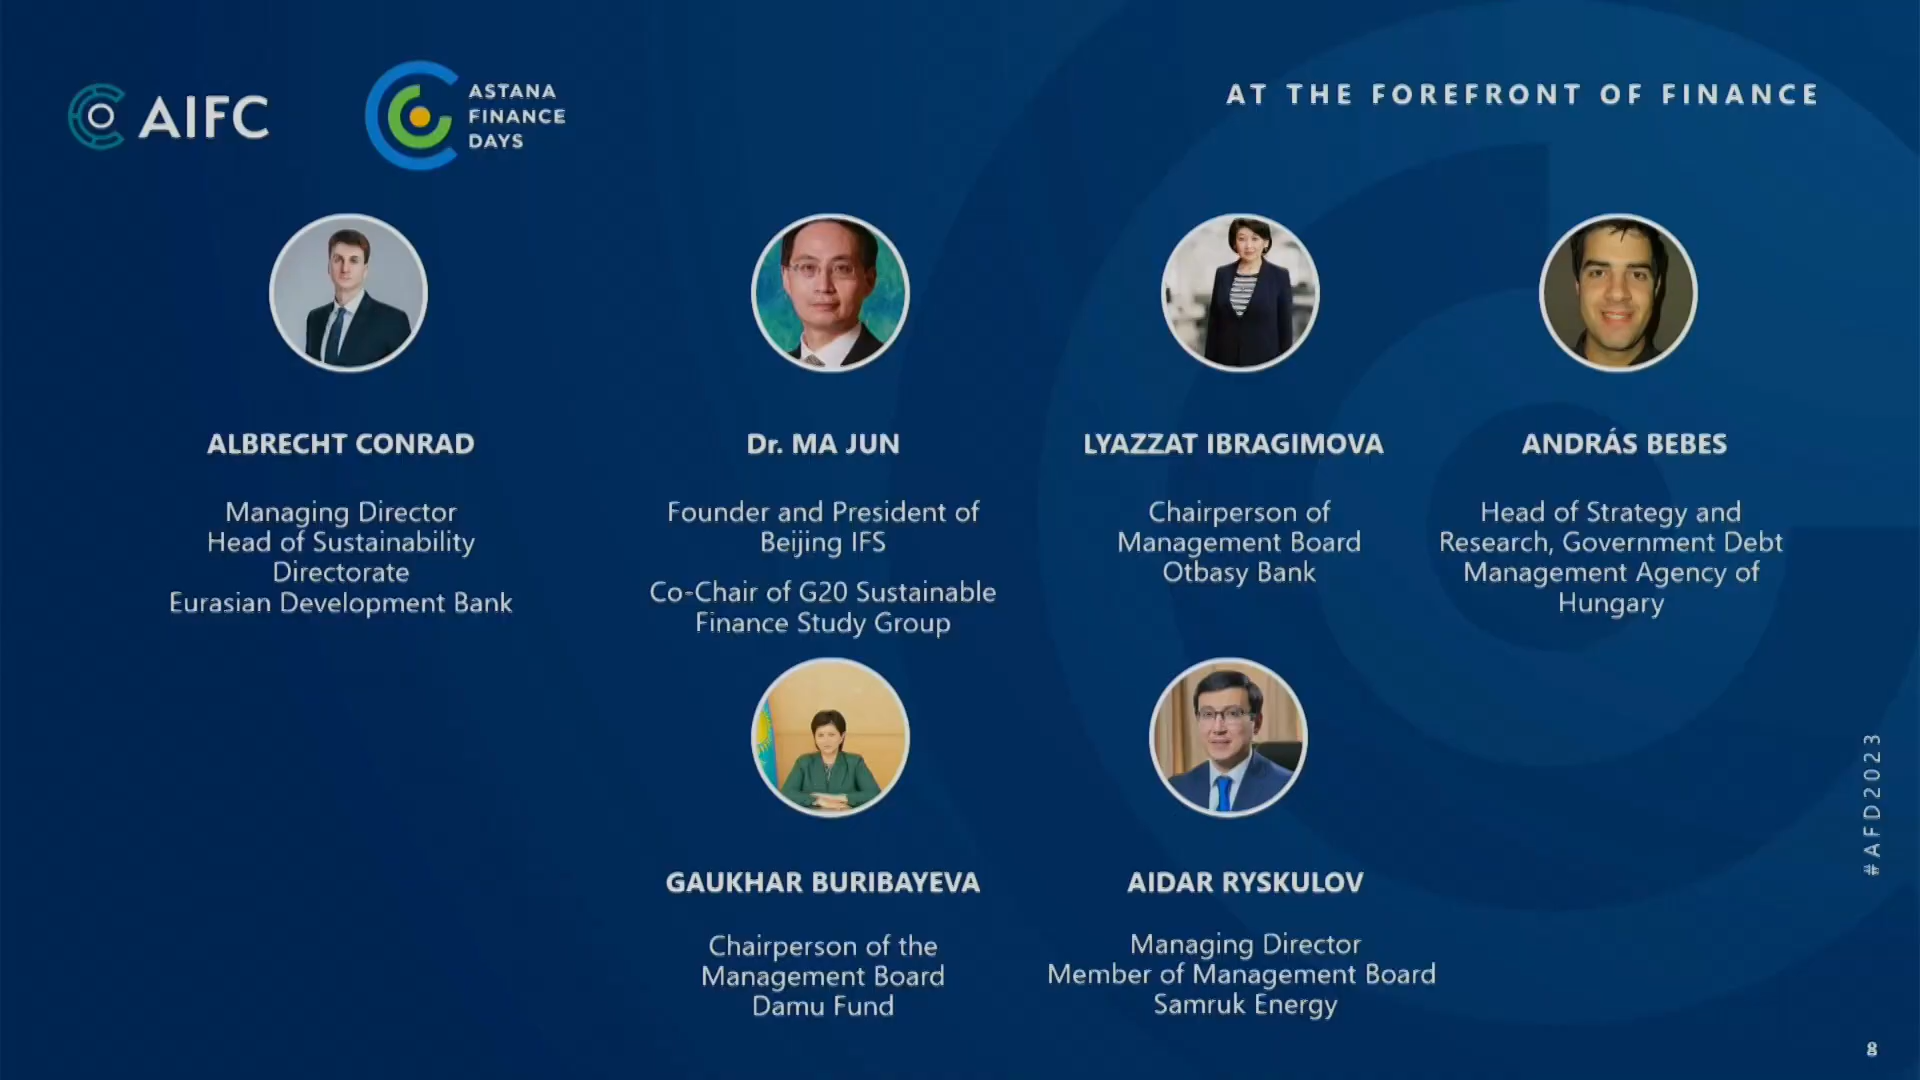 AIFC
ASTANA
FINANCE
DAYS
AT THE FOREFRONT OF FINANCE
ALBRECHT CONRAD
Managing Director
Head of Sustainability
Directorate
Eurasian Development Bank
Dr. MA JUN
Founder and President of
Beijing IFS
Co-Chair of G20 Sustainable
Finance Study Group
LYAZZAT IBRAGIMOVA
Chairperson of
Management Board
Otbasy Bank
ANDRÁS BEBES
Head of Strategy and
Research, Government Debt
Management Agency of
Hungary
GAUKHAR BURIBAYEVA
Chairperson of the
Management Board
Damu Fund
AIDAR RYSKULOV
Managing Director
Member of Management Board
Samruk Energy
#AFD2023
8